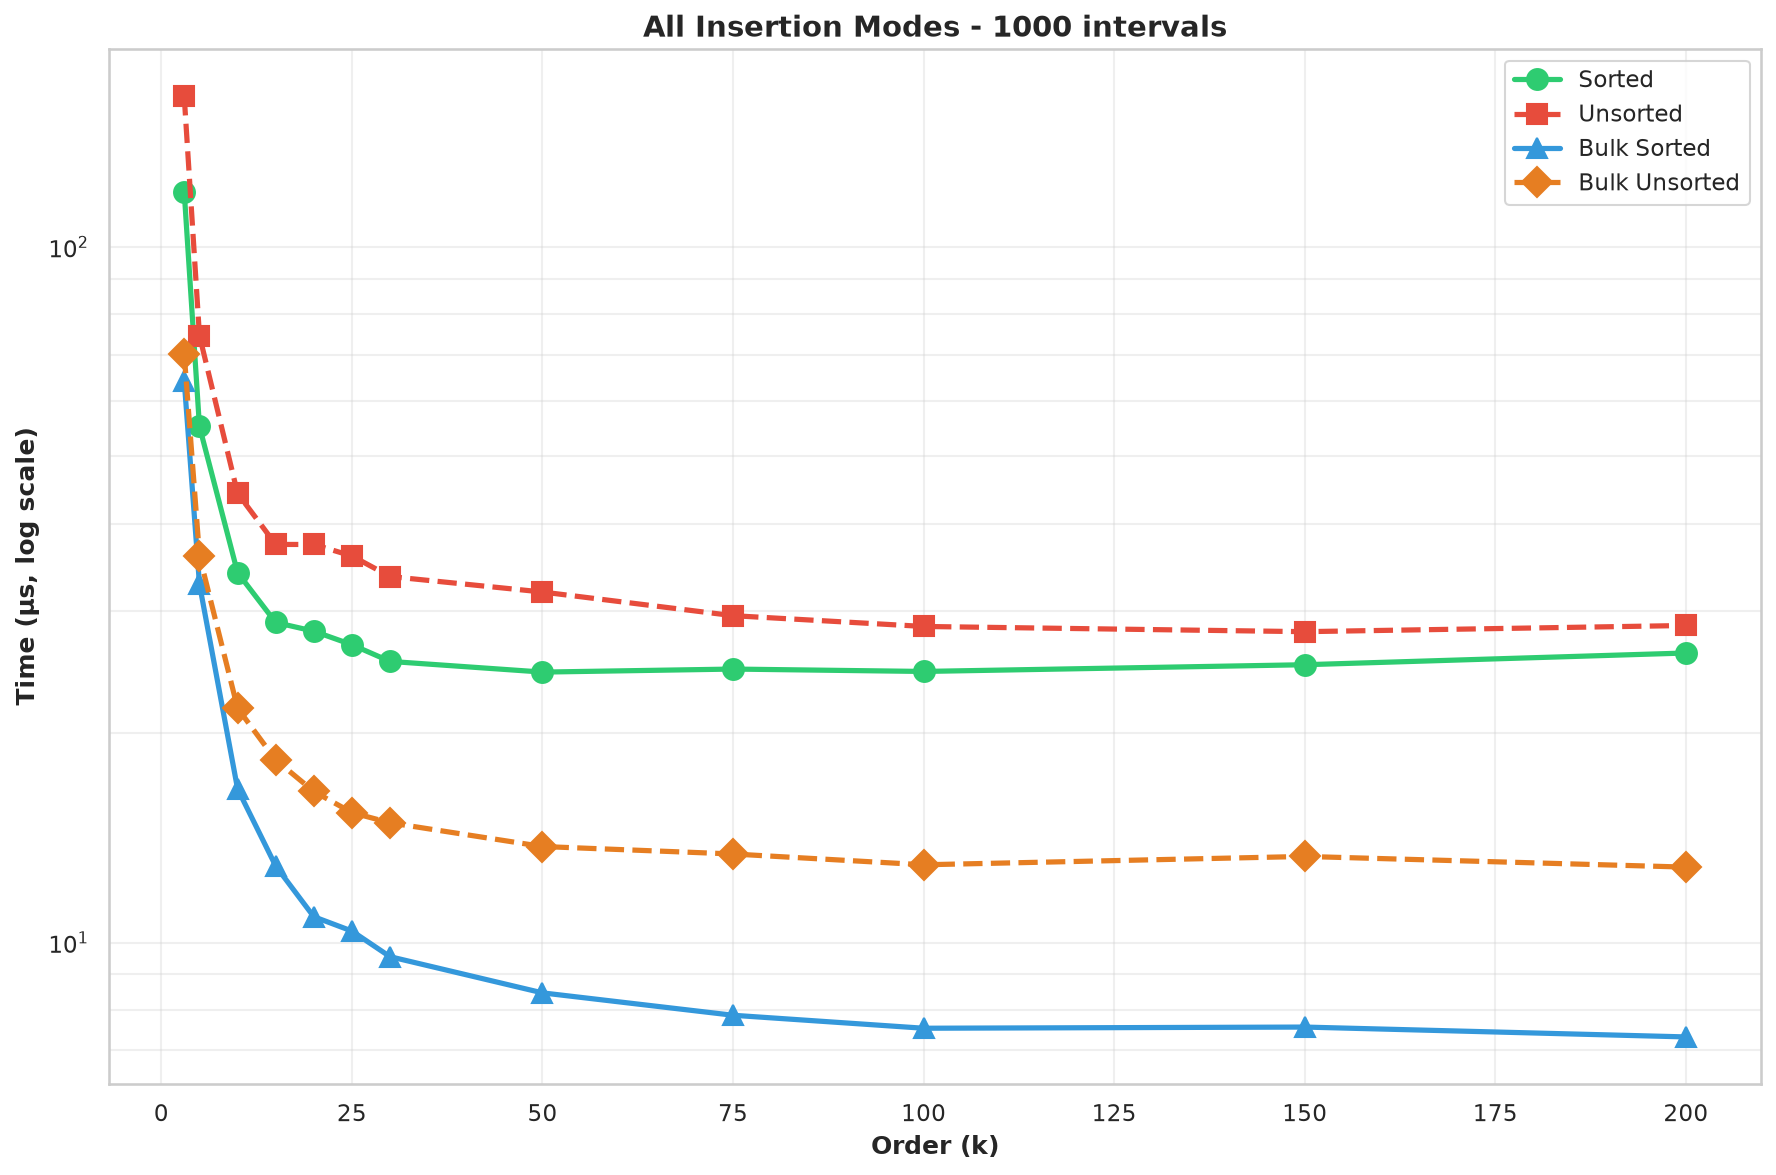 All Insertion Modes - 1000 intervals
Sorted
Unsorted
Bulk Sorted
Bulk Unsorted
Time (µs, log scale)
10²
10¹
0 25 50 75 100 125 150 175 200
Order (k)